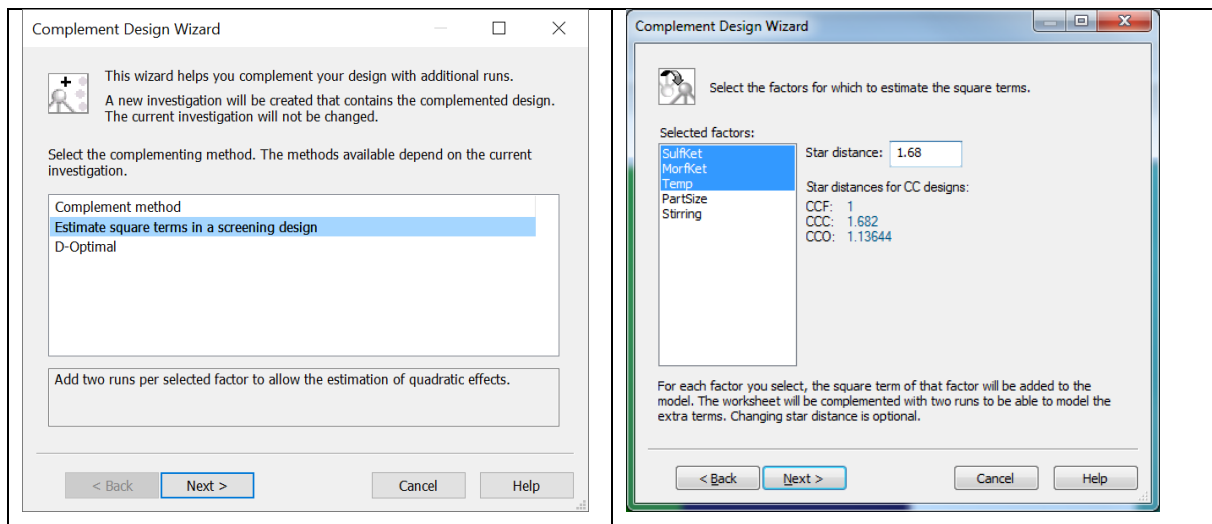 Complement Design Wizard
This wizard helps you complement your design with additional runs.
A new investigation will be created that contains the complemented design.
The current investigation will not be changed.
Select the complementing method. The methods available depend on the current
investigation.
Complement method
Estimate square terms in a screening design
D-Optimal
Add two runs per selected factor to allow the estimation of quadratic effects.
< Back
Next >
Cancel
Help
Complement Design Wizard
Select the factors for which to estimate the square terms.
Selected factors:
SulfKet
MorfKet
Temp
PartSize
Stirring
Star distance: 1.68
Star distances for CC designs:
CCF: 1
CCC: 1.682
CCO: 1.13644
For each factor you select, the square term of that factor will be added to the
model. The worksheet will be complemented with two runs to be able to model the
extra terms. Changing star distance is optional.
< Back
Next >
Cancel
Help